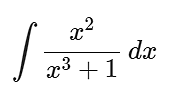 ∫ x²/(x³ + 1) dx